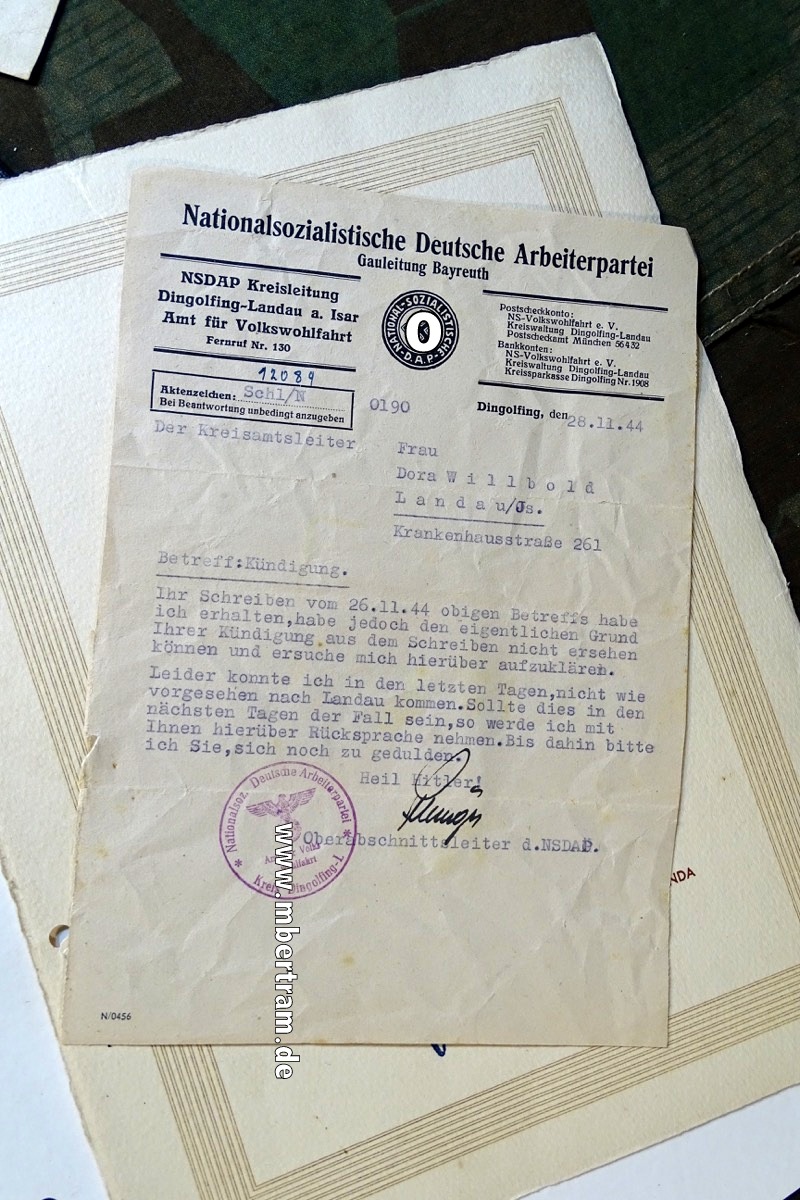 Nationalsozialistische Deutsche Arbeiterpartei
Gauleitung Bayreuth
NSDAP Kreisleitung
Dingolfing-Landau a. Isar
Amt für Volkswohlfahrt
Fernruf Nr. 130
NATIONAL-SOZIALISTISCHE
N.S.D.A.P.
Postscheckkonto:
NS-Volkswohlfahrt e. V.
Kreiswaltung Dingolfing-Landau
Postscheckamt München 56432
Bankkonten:
NS-Volkswohlfahrt e. V.
Kreiswaltung Dingolfing-Landau
Kreissparkasse Dingolfing Nr. 1908
12089
Aktenzeichen: Schl/N
Bei Beantwortung unbedingt anzugeben
0190
Dingolfing, den 28.11.44
Der Kreisamtsleiter
Frau
Dora W i l l b o l d
L a n d a u/Js.
Krankenhausstraße 261
Betreff:Kündigung.
Ihr Schreiben vom 26.11.44 obigen Betreffs habe
ich erhalten,habe jedoch den eigentlichen Grund
Ihrer Kündigung aus dem Schreiben nicht ersehen
können und ersuche mich hierüber aufzuklären.
Leider konnte ich in den letzten Tagen,nicht wie
vorgesehen nach Landau kommen.Sollte dies in den
nächsten Tagen der Fall sein,so werde ich mit
Ihnen hierüber Rücksprache nehmen.Bis dahin bitte
ich Sie,sich noch zu gedulden.
Heil Hitler!
Oberabschnittsleiter d.NSDAP.
Nationalsoz. Deutsche Arbeiterpartei
Kreis Dingolfing-L.
N/0456
NDA
www.mbertram.de